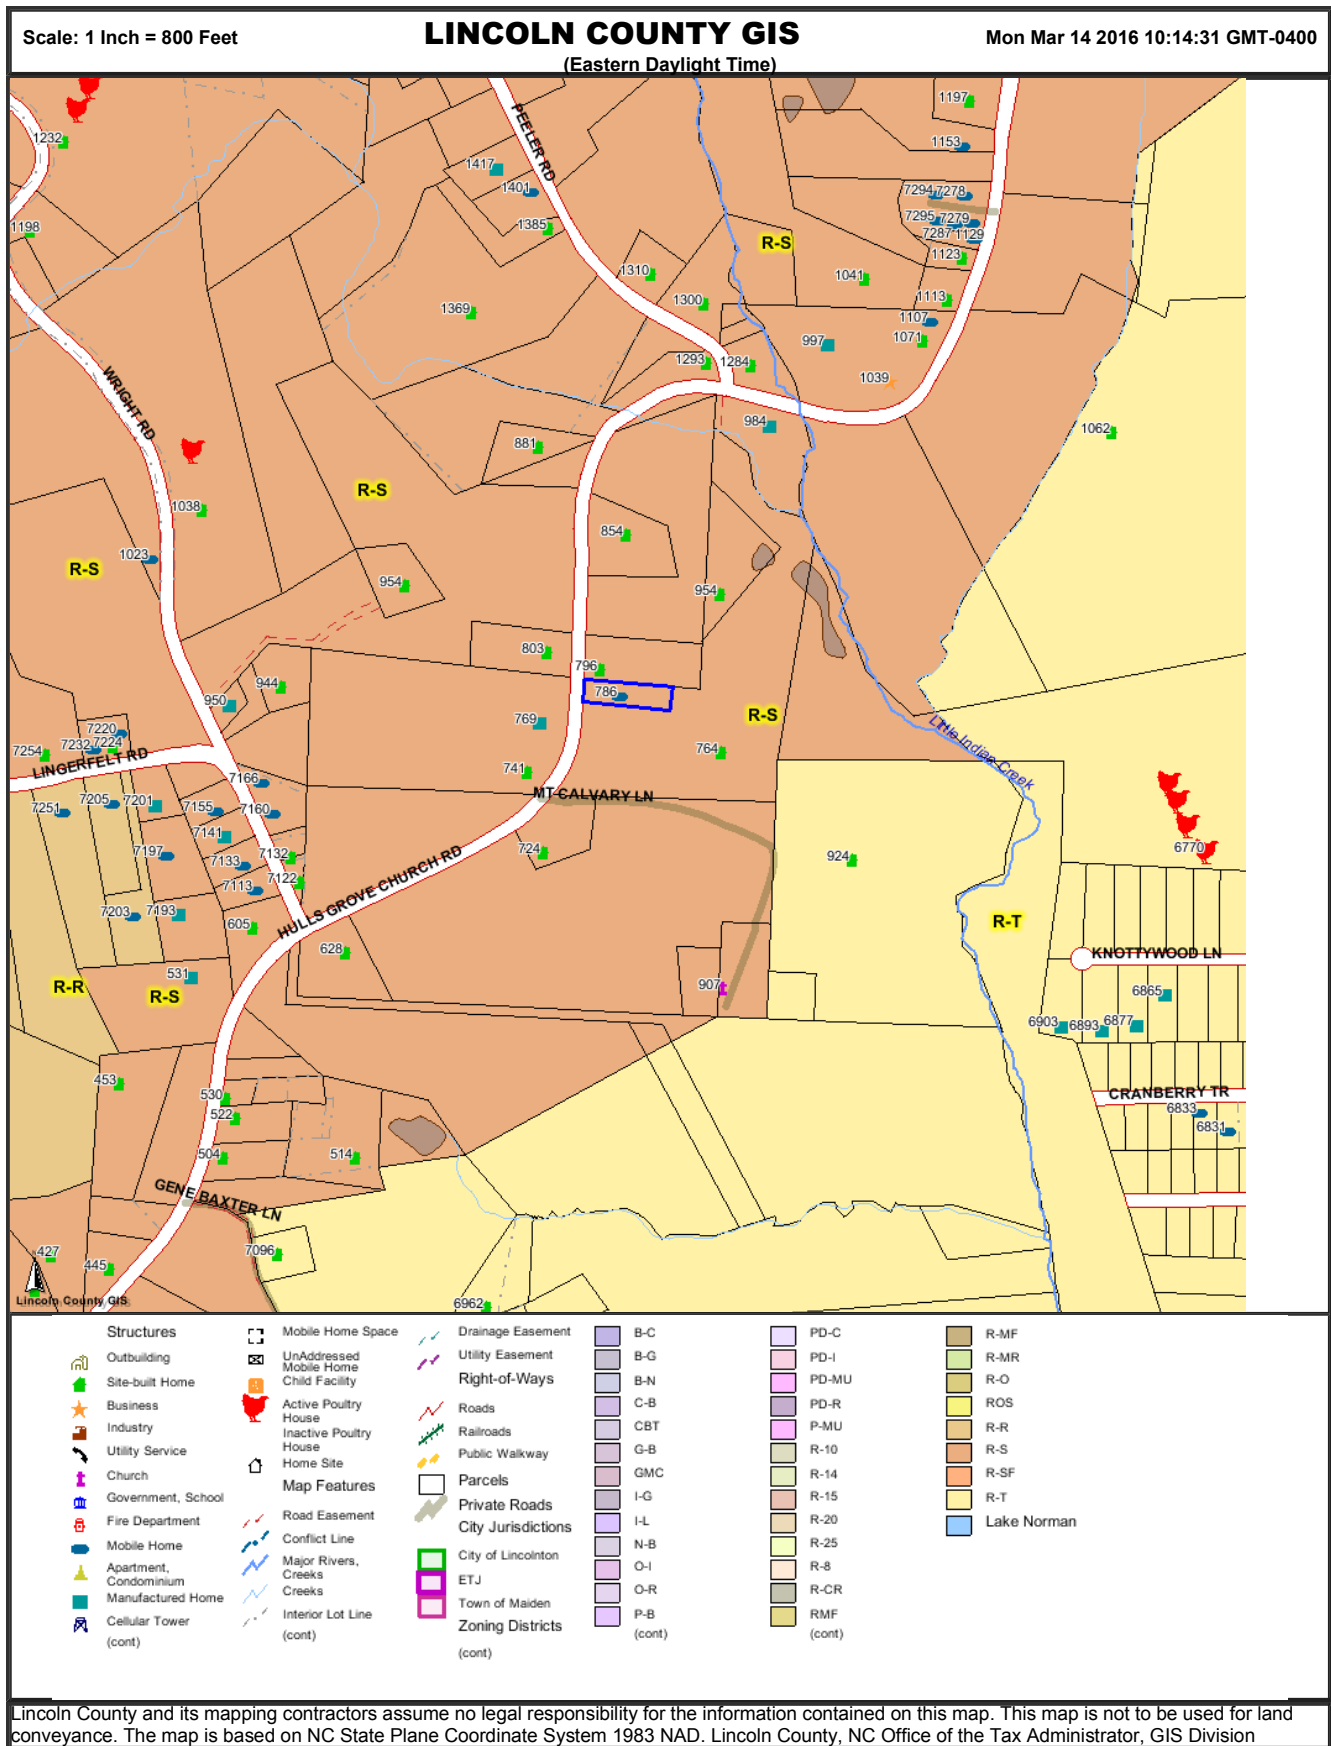 Scale: 1 Inch = 800 Feet
LINCOLN COUNTY GIS
Mon Mar 14 2016 10:14:31 GMT-0400
(Eastern Daylight Time)
1232
1198
PEELER RD
1417
1401
1385
1369
1310
1300
1293
1284
R-S
1197
1153
7294
7278
7295
7279
7287
1129
1123
1041
1113
1107
1071
997
1039
984
1062
WRIGHT RD
1038
1023
R-S
R-S
881
854
954
954
803
796
786
769
741
764
R-S
Little Indian Creek
944
950
7220
7232
7224
7254
LINGERFELT RD
7166
7251
7205
7201
7155
7160
7141
7197
7133
7132
7113
7122
7203
7193
605
MT CALVARY LN
724
HULLS GROVE CHURCH RD
628
924
907
6770
R-T
KNOTTYWOOD LN
6865
6903
6893
6877
CRANBERRY TR
6833
6831
531
R-R
R-S
453
530
522
504
514
GENE BAXTER LN
7096
427
445
6962
Lincoln County GIS
Structures
Outbuilding
Site-built Home
Business
Industry
Utility Service
Church
Government, School
Fire Department
Mobile Home
Apartment,
Condominium
Manufactured Home
Cellular Tower
(cont)
Mobile Home Space
UnAddressed
Mobile Home
Child Facility
Active Poultry
House
Inactive Poultry
House
Home Site
Map Features
Road Easement
Conflict Line
Major Rivers,
Creeks
Creeks
Interior Lot Line
(cont)
Drainage Easement
Utility Easement
Right-of-Ways
Roads
Railroads
Public Walkway
Parcels
Private Roads
City Jurisdictions
City of Lincolnton
ETJ
Town of Maiden
Zoning Districts
(cont)
B-C
B-G
B-N
C-B
CBT
G-B
GMC
I-G
I-L
N-B
O-I
O-R
P-B
(cont)
PD-C
PD-I
PD-MU
PD-R
P-MU
R-10
R-14
R-15
R-20
R-25
R-8
R-CR
RMF
(cont)
R-MF
R-MR
R-O
ROS
R-R
R-S
R-SF
R-T
Lake Norman
Lincoln County and its mapping contractors assume no legal responsibility for the information contained on this map. This map is not to be used for land
conveyance. The map is based on NC State Plane Coordinate System 1983 NAD. Lincoln County, NC Office of the Tax Administrator, GIS Division